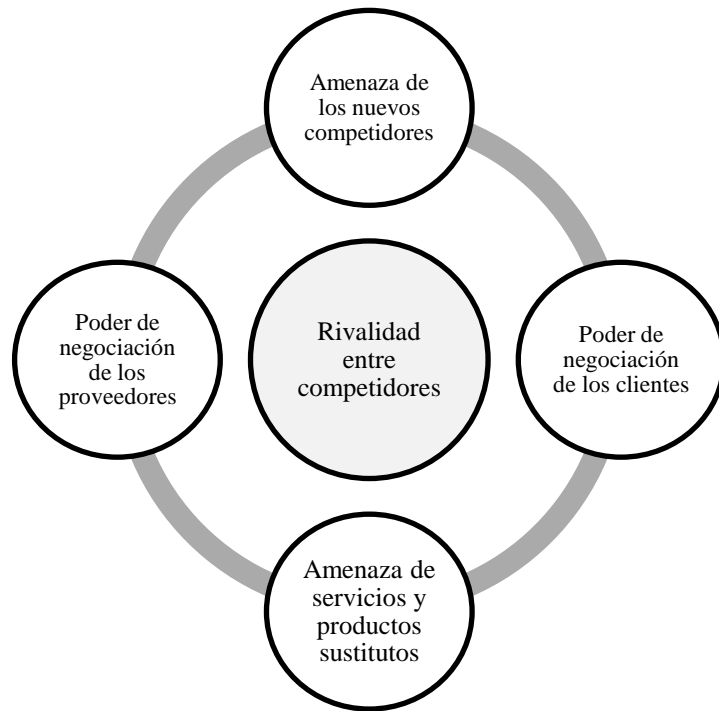 Amenaza de
los nuevos
competidores
Poder de
negociación
de los
proveedores
Rivalidad
entre
competidores
Poder de
negociación
de los clientes
Amenaza de
servicios y
productos
sustitutos